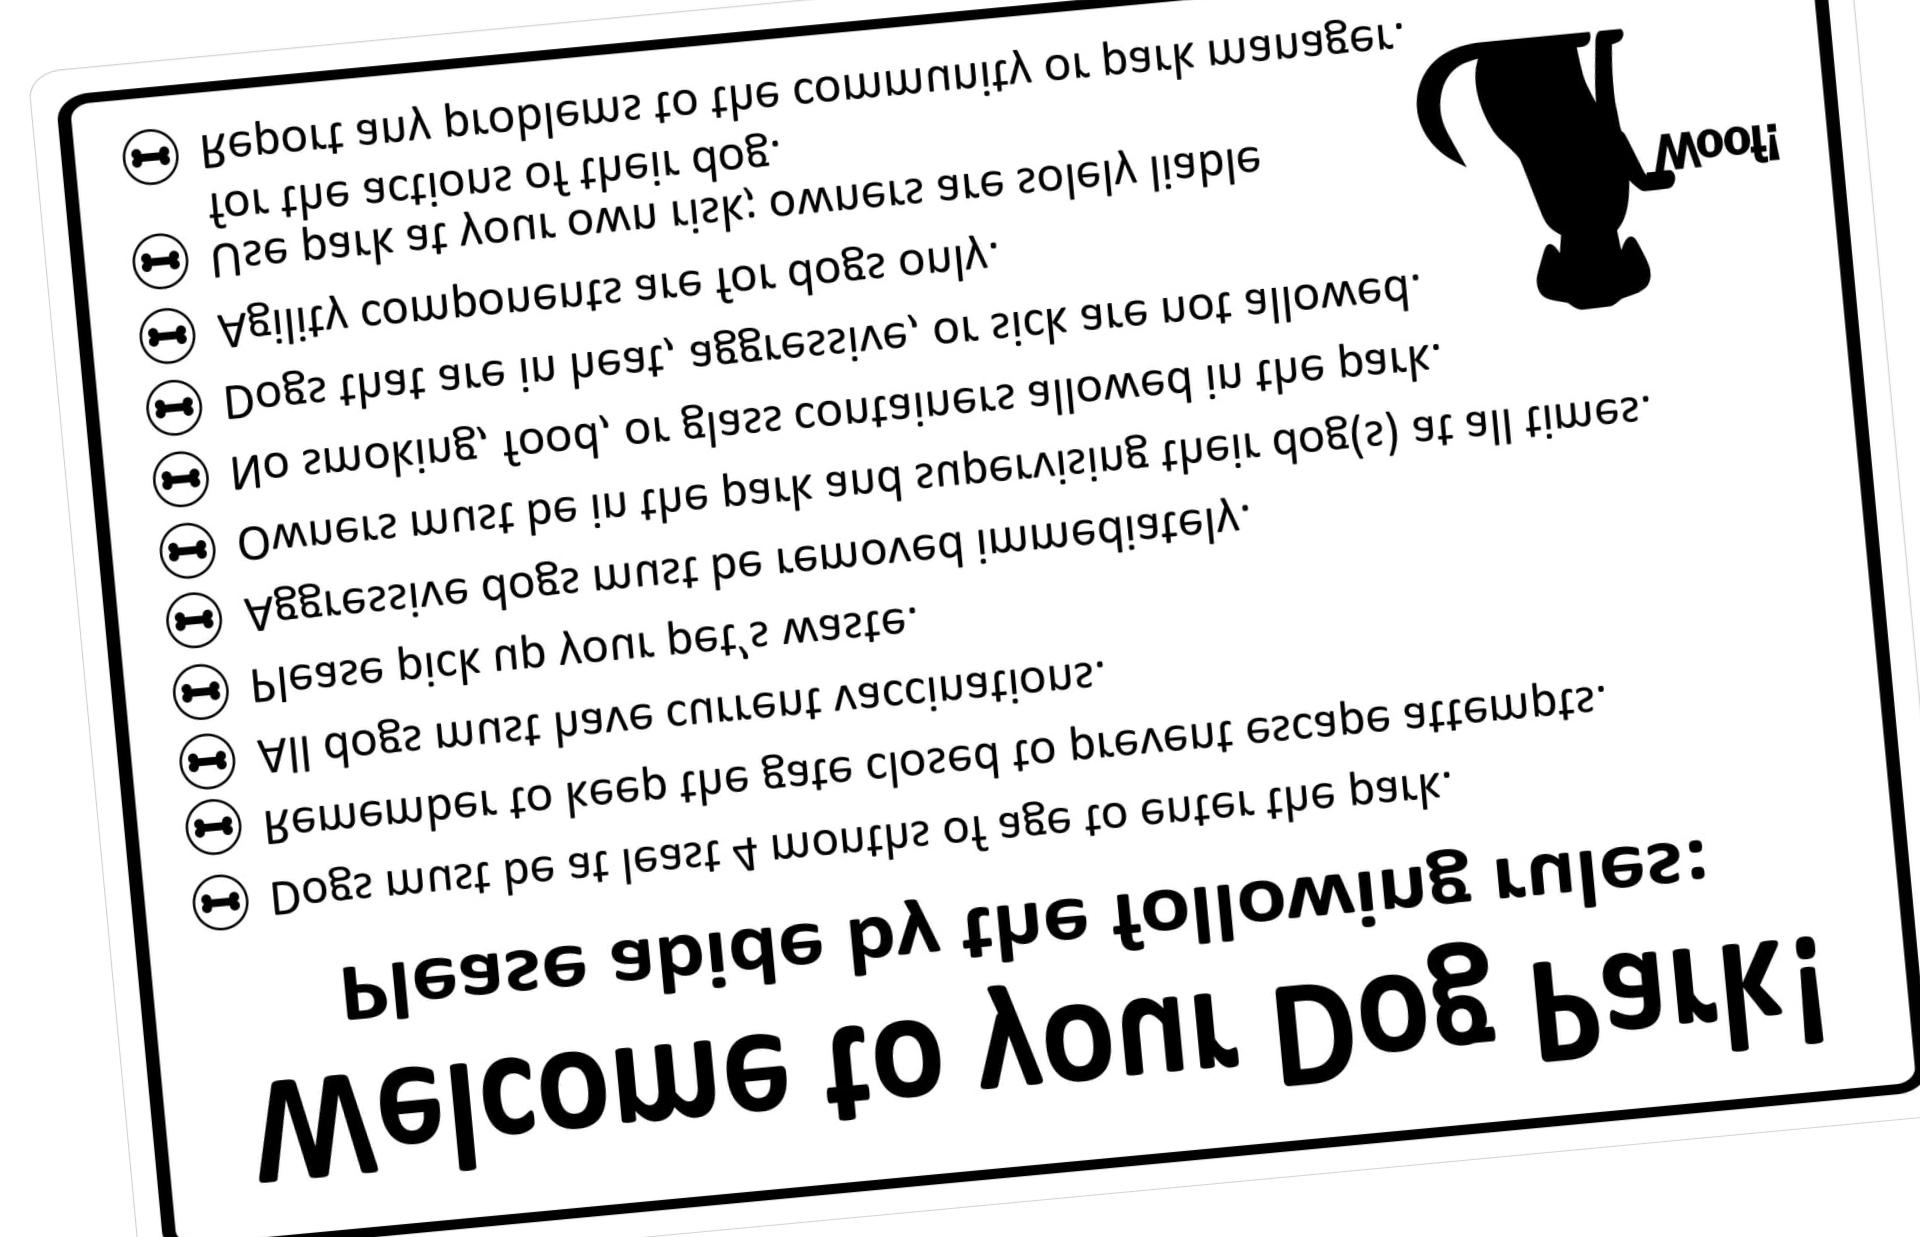 Welcome to your Dog Park!
Please abide by the following rules:
Dogs must be at least 4 months of age to enter the park.
Remember to keep the gate closed to prevent escape attempts.
All dogs must have current vaccinations.
Please pick up your pet's waste.
Aggressive dogs must be removed immediately.
Owners must be in the park and supervising their dog(s) at all times.
No smoking, food, or glass containers allowed in the park.
Dogs that are in heat, aggressive, or sick are not allowed.
Agility components are for dogs only.
Use park at your own risk; owners are solely liable
for the actions of their dog.
Report any problems to the community or park manager.
Woof!